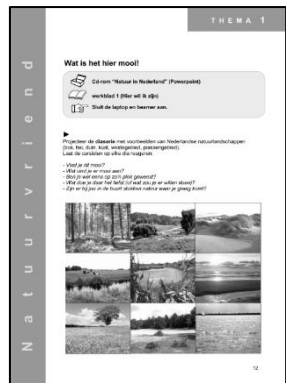 THEMA 1
Natuurvriend
Wat is het hier mooi!
Cd-rom "Natuur in Nederland" (Powerpoint)
werkblad 1 (Hier wil ik zijn)
Sluit de laptop en beamer aan.
Projecteer de diaserie met voorbeelden van Nederlandse natuurlandschappen
(bos, hei, duin, kust, weidegebied, plassengebied).
Laat de cursisten op elke dia reageren.
- Vind je dit mooi?
- Wat vind je er mooi aan?
- Ben je wel eens op zo'n plek geweest?
- Wat doe je daar het liefst (of wat zou je er willen doen)?
- Zijn er bij jou in de buurt stukken natuur waar je graag komt?
12